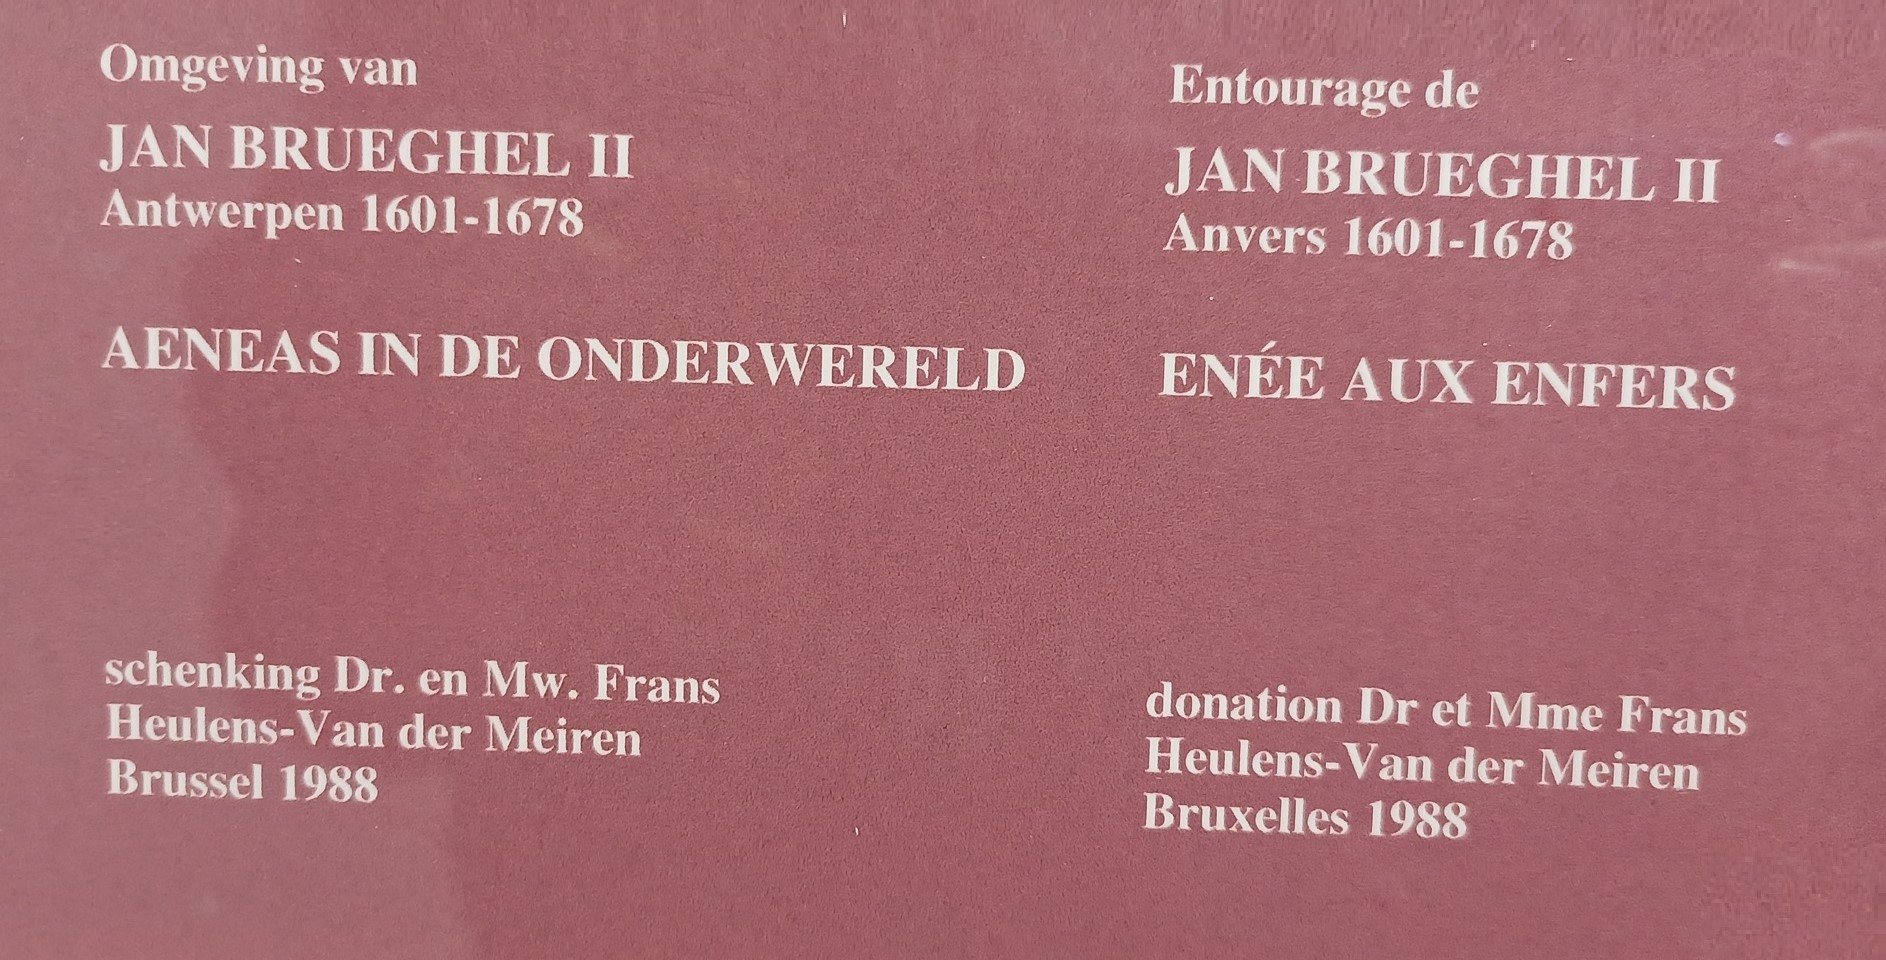 Omgeving van
JAN BRUEGHEL II
Antwerpen 1601-1678
AENEAS IN DE ONDERWERELD
schenking Dr. en Mw. Frans
Heulens-Van der Meiren
Brussel 1988
Entourage de
JAN BRUEGHEL II
Anvers 1601-1678
ENÉE AUX ENFERS
donation Dr et Mme Frans
Heulens-Van der Meiren
Bruxelles 1988